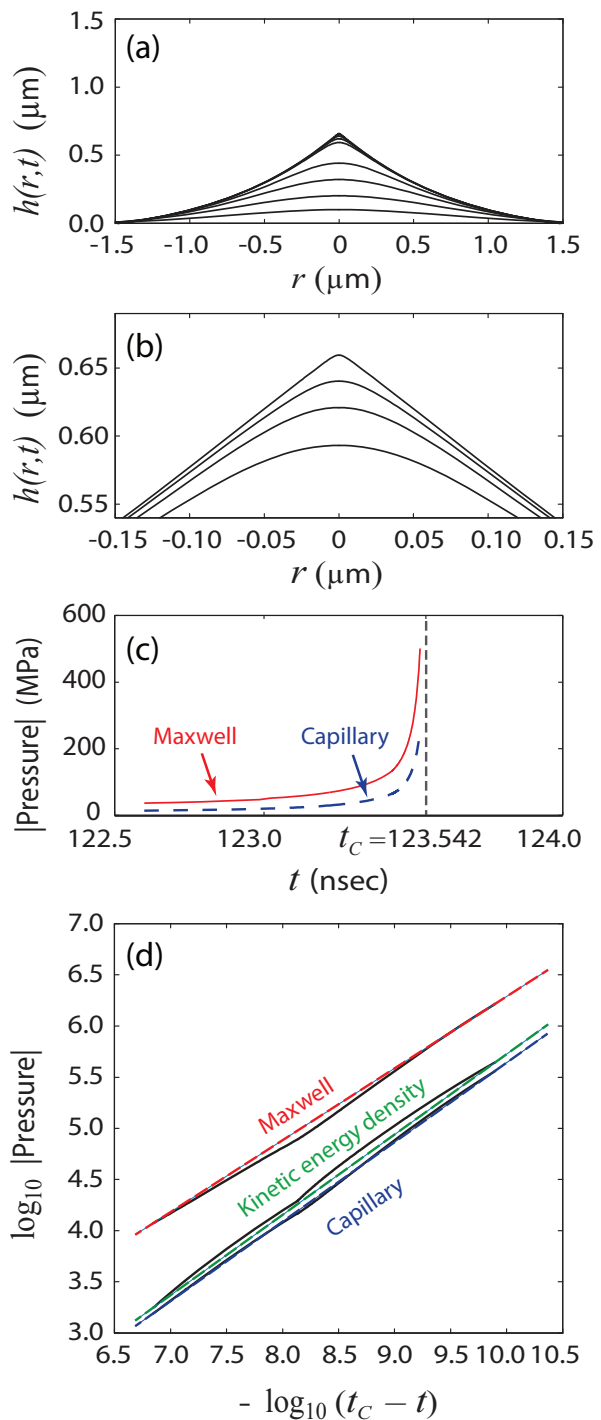 (a)
h(r,t) (μm)
1.5
1.0
0.5
0.0
-1.5 -1.0 -0.5 0 0.5 1.0 1.5
r (μm)
(b)
h(r,t) (μm)
0.65
0.60
0.55
-0.15 -0.10 -0.05 0 0.05 0.10 0.15
r (μm)
(c)
|Pressure| (MPa)
600
400
200
0
Maxwell
Capillary
122.5 123.0 t_C =123.542 124.0
t (nsec)
(d)
log10 |Pressure|
7.0
6.5
6.0
5.5
5.0
4.5
4.0
3.5
3.0
Maxwell
Kinetic energy density
Capillary
6.5 7.0 7.5 8.0 8.5 9.0 9.5 10.0 10.5
- log10 (t_C – t)